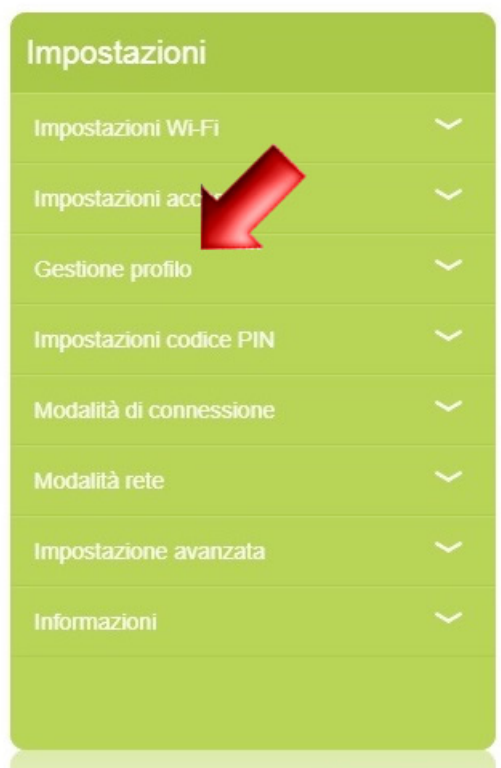 Impostazioni
Impostazioni Wi-Fi
Impostazioni
Gestione profilo
Impostazioni codice PIN
Modalità di connessione
Modalità rete
Impostazione avanzata
Informazioni